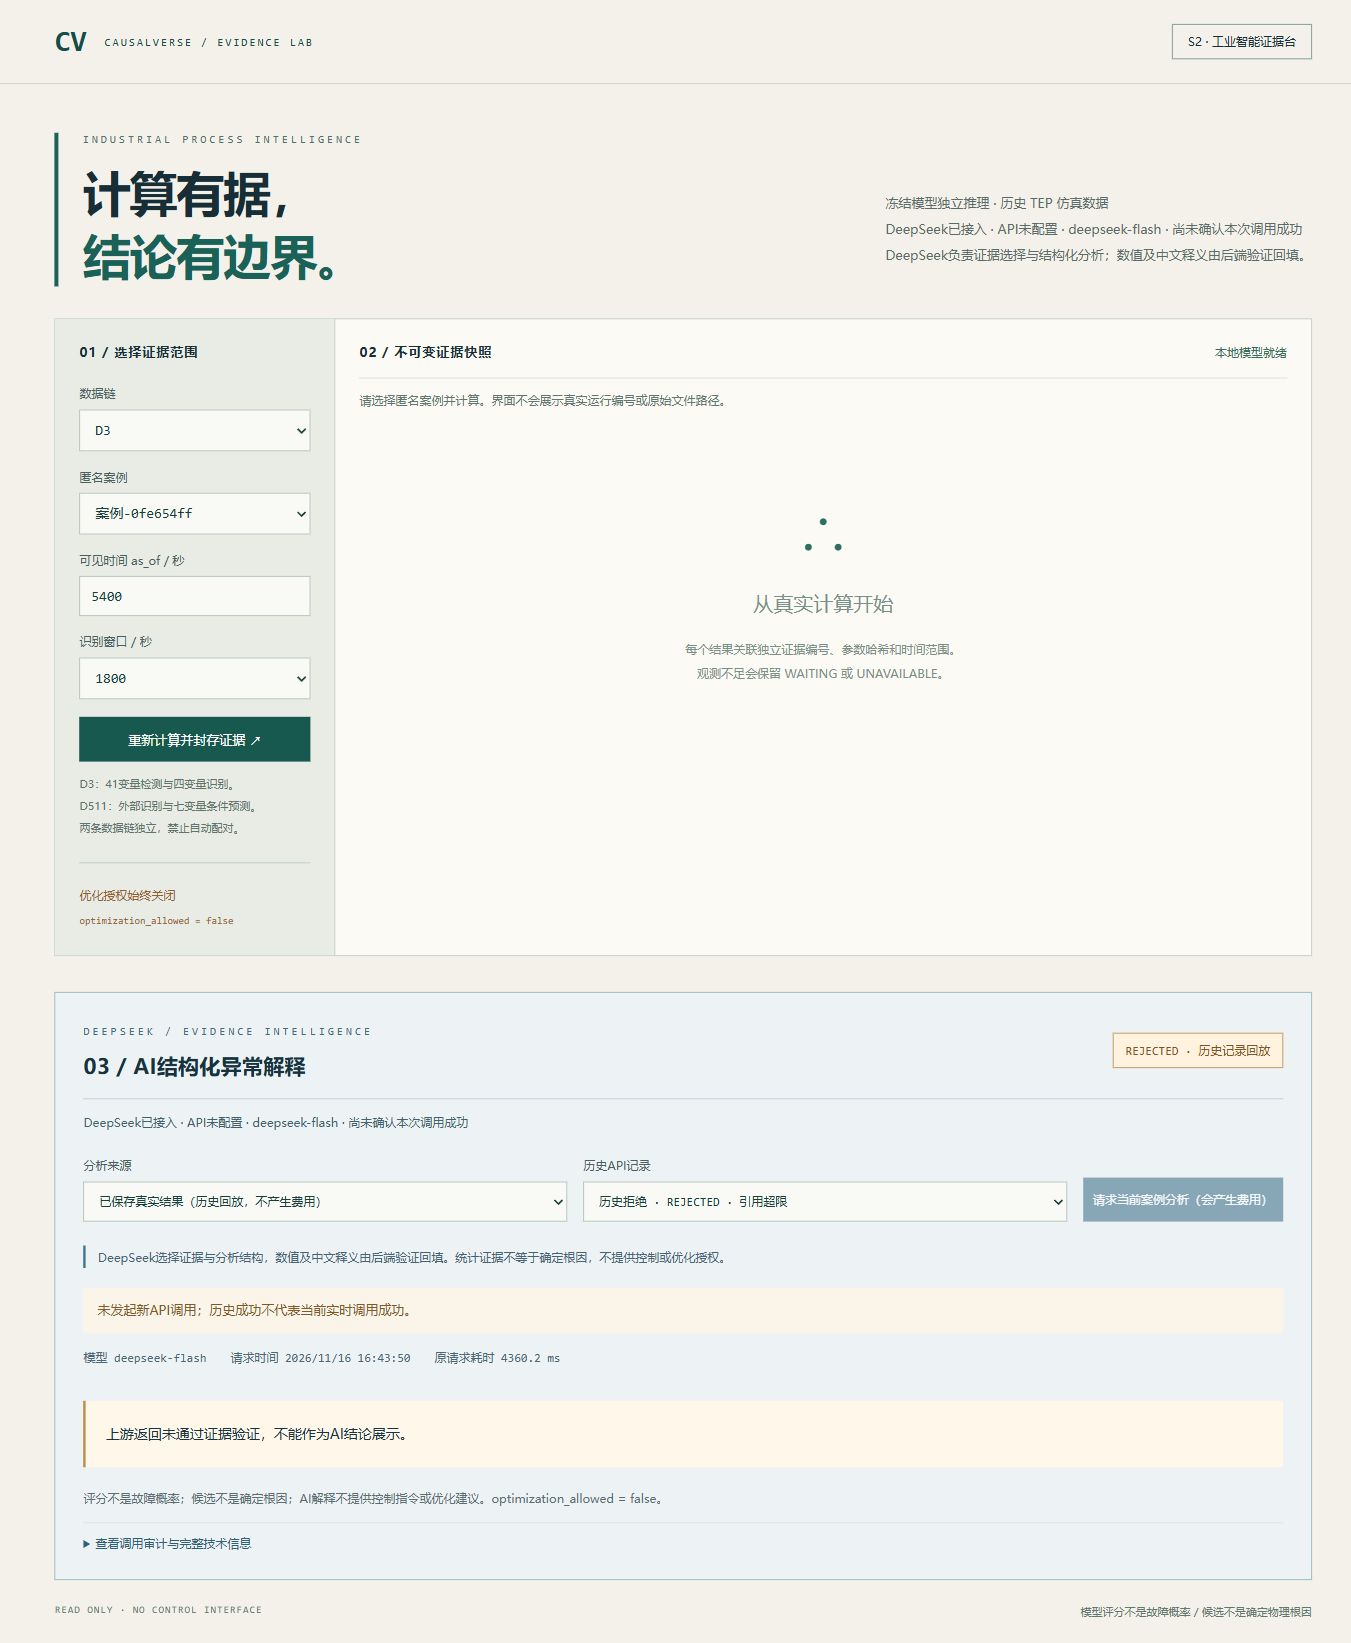 CV CAUSALVERSE / EVIDENCE LAB
S2 · 工业智能证据台
INDUSTRIAL PROCESS INTELLIGENCE
计算有据，
结论有边界。
冻结模型独立推理 · 历史 TEP 仿真数据
DeepSeek已接入 · API未配置 · deepseek-flash · 尚未确认本次调用成功
DeepSeek负责证据选择与结构化分析；数值及中文释义由后端验证回填。
01 / 选择证据范围
数据链
D3
匿名案例
案例-0fe654ff
可见时间 as_of / 秒
5400
识别窗口 / 秒
1800
重新计算并封存证据 ↗
D3：41变量检测与四变量识别。
D511：外部识别与七变量条件预测。
两条数据链独立，禁止自动配对。
优化授权始终关闭
optimization_allowed = false
02 / 不可变证据快照
本地模型就绪
请选择匿名案例并计算。界面不会展示真实运行编号或原始文件路径。
从真实计算开始
每个结果关联独立证据编号、参数哈希和时间范围。
观测不足会保留 WAITING 或 UNAVAILABLE。
DEEPSEEK / EVIDENCE INTELLIGENCE
03 / AI结构化异常解释
REJECTED · 历史记录回放
DeepSeek已接入 · API未配置 · deepseek-flash · 尚未确认本次调用成功
分析来源
已保存真实结果（历史回放，不产生费用）
历史API记录
历史拒绝 · REJECTED · 引用超限
请求当前案例分析（会产生费用）
DeepSeek选择证据与分析结构，数值及中文释义由后端验证回填。统计证据不等于确定根因，不提供控制或优化授权。
未发起新API调用；历史成功不代表当前实时调用成功。
模型 deepseek-flash 请求时间 2026/11/16 16:43:50 原请求耗时 4360.2 ms
上游返回未通过证据验证，不能作为AI结论展示。
评分不是故障概率；候选不是确定根因；AI解释不提供控制指令或优化建议。optimization_allowed = false。
▶ 查看调用审计与完整技术信息
READ ONLY · NO CONTROL INTERFACE
模型评分不是故障概率 / 候选不是确定物理根因